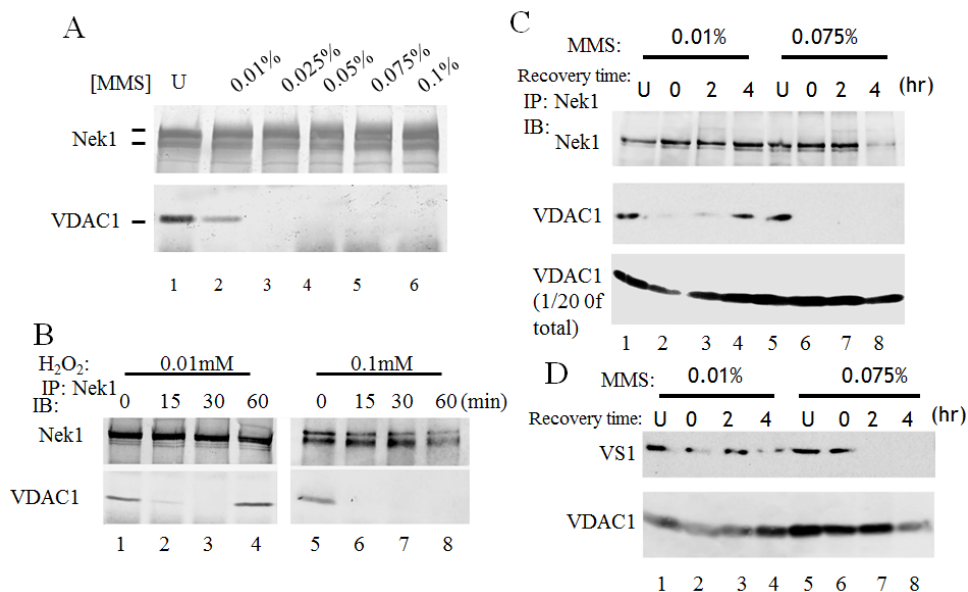 A
[MMS] U 0.01% 0.025% 0.05% 0.075% 0.1%
Nek1
VDAC1
1 2 3 4 5 6
B
H₂O₂: 0.01mM 0.1mM
IP: Nek1
IB: 0 15 30 60 0 15 30 60 (min)
Nek1
VDAC1
1 2 3 4 5 6 7 8
C
MMS: 0.01% 0.075%
Recovery time: U 0 2 4 U 0 2 4 (hr)
IP: Nek1
IB:
Nek1
VDAC1
VDAC1
(1/20 0f
total)
1 2 3 4 5 6 7 8
D
MMS: 0.01% 0.075%
Recovery time: U 0 2 4 U 0 2 4 (hr)
VS1
VDAC1
1 2 3 4 5 6 7 8